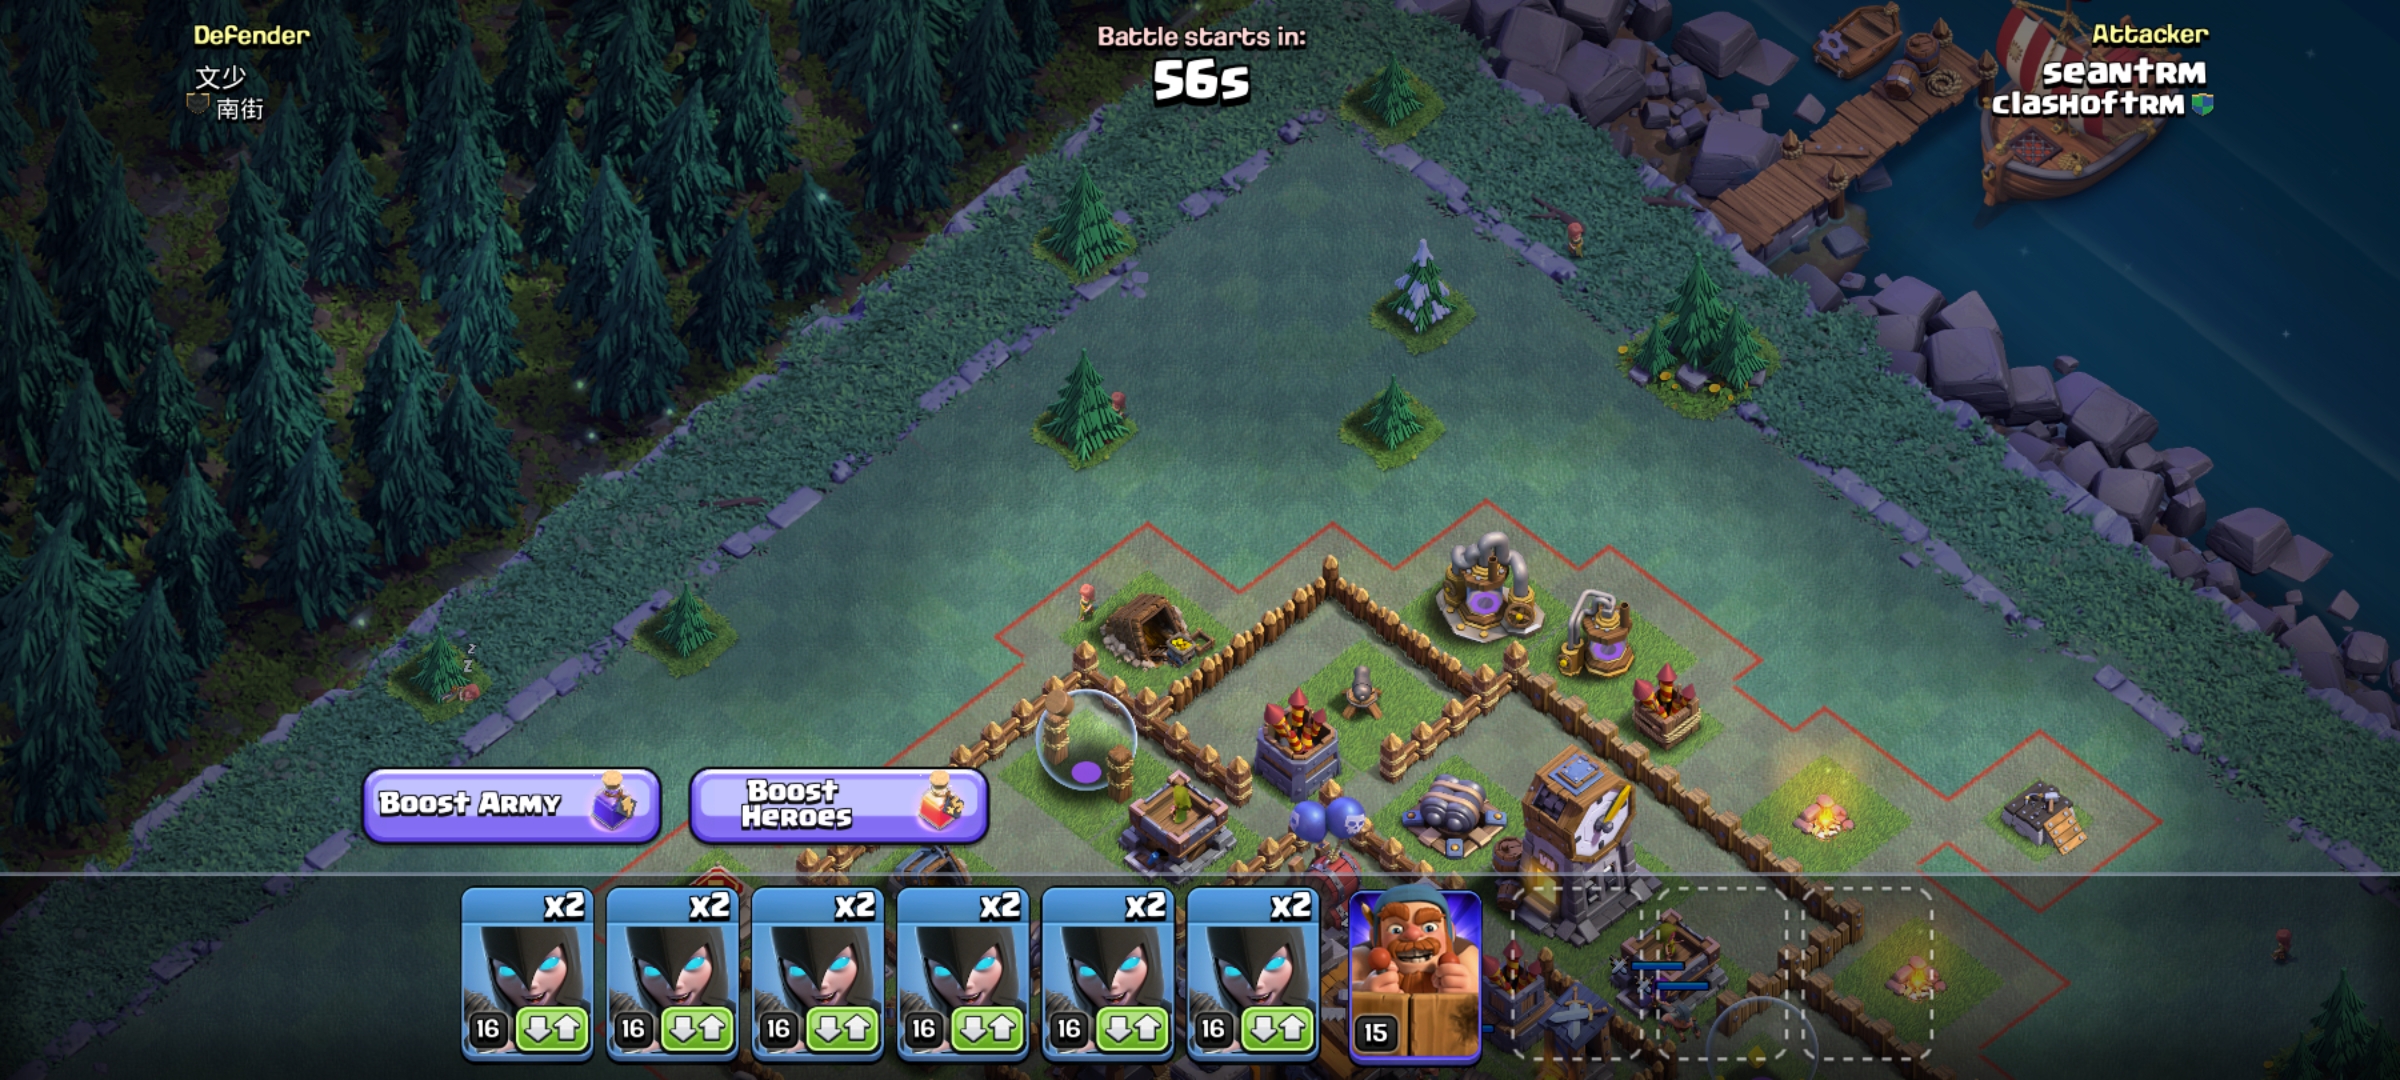 Defender
文少
南街
Battle starts in:
56s
Attacker
seantRM
clashoftRM
z
z
Boost Army
Boost
Heroes
VII
x2
x2
x2
x2
x2
x2
16
16
16
16
16
16
15